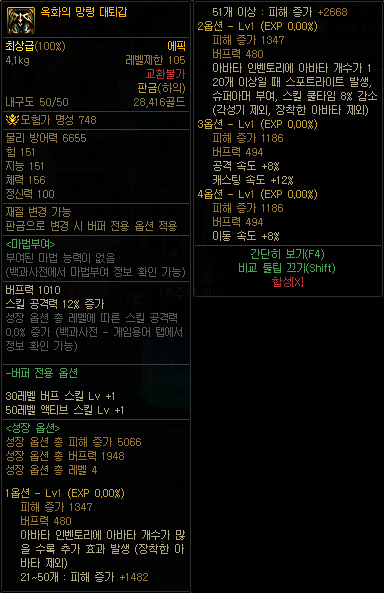 옥화의 망령 대퇴갑
최상급(100%) 에픽
4,1kg 레벨제한 105
교환불가
판금(하의)
내구도 50/50 28,416골드
모험가 명성 748
물리 방어력 6655
힘 151
지능 151
체력 156
정신력 100
재질 변경 가능
판금으로 변경 시 버퍼 전용 옵션 적용
<마법부여>
부여된 마법 능력이 없음
(백과사전에서 마법부여 정보 확인 가능)
버프력 1010
스킬 공격력 12% 증가
성장 옵션 총 레벨에 따른 스킬 공격력
0,0% 증가 (백과사전 - 게임용어 탭에서
정보 확인 가능)
-버퍼 전용 옵션
30레벨 버프 스킬 Lv +1
50레벨 액티브 스킬 Lv +1
<성장 옵션>
성장 옵션 총 피해 증가 5066
성장 옵션 총 버프력 1948
성장 옵션 총 레벨 4
1옵션 - Lv1 (EXP 0,00%)
피해 증가 1347
버프력 480
아바타 인벤토리에 아바타 개수가 많
을 수록 추가 효과 발생 (장착한 아
바타 제외)
21~50개 : 피해 증가 +1482
51개 이상 : 피해 증가 +2668
2옵션 - Lv1 (EXP 0,00%)
피해 증가 1347
버프력 480
아바타 인벤토리에 아바타 개수가 1
20개 이상일 때 스포트라이트 발생,
슈퍼아머 부여, 스킬 쿨타임 8% 감소
(각성기 제외, 장착한 아바타 제외)
3옵션 - Lv1 (EXP 0,00%)
피해 증가 1186
버프력 494
공격 속도 +8%
캐스팅 속도 +12%
4옵션 - Lv1 (EXP 0,00%)
피해 증가 1186
버프력 494
이동 속도 +8%
간단히 보기(F4)
비교 툴팁 끄기(Shift)
합성[X]